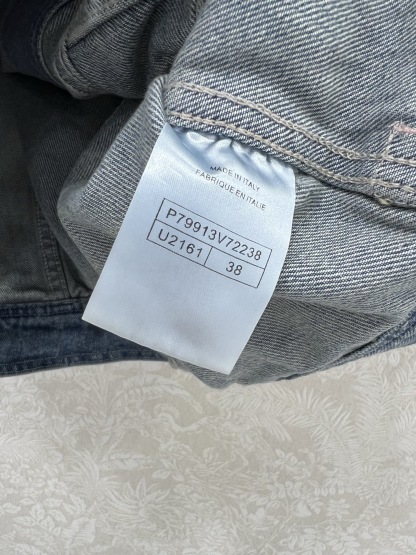 MADE IN ITALY
FABRIQUE EN ITALIE
P79913V72238
U2161 38